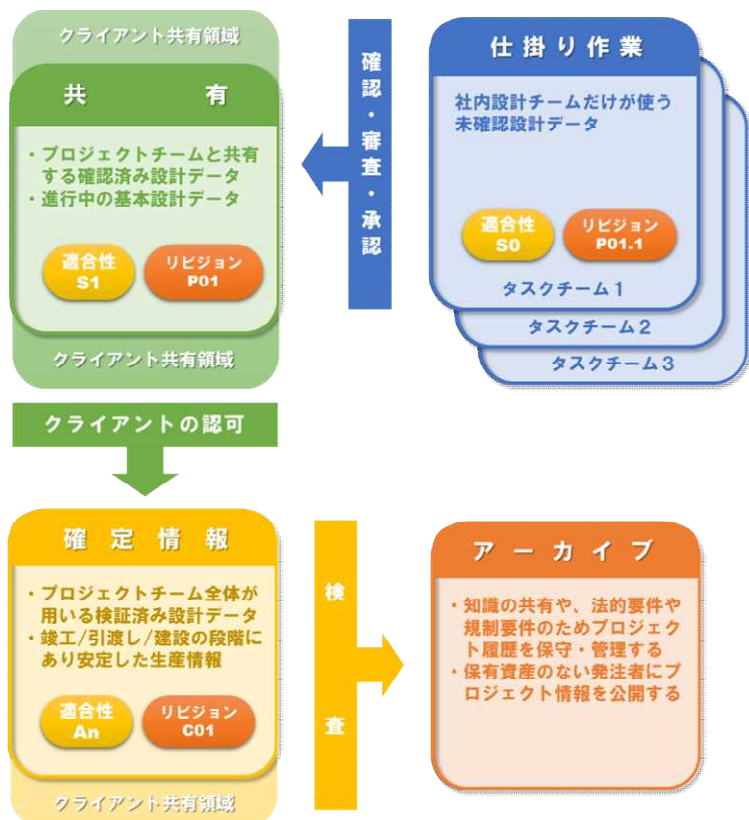 クライアント共有領域
共有
・プロジェクトチームと共有
する確認済み設計データ
・進行中の基本設計データ
適合性
S1
リビジョン
P01
クライアント共有領域
確認・審査・承認
仕掛り作業
社内設計チームだけが使う
未確認設計データ
適合性
S0
リビジョン
P01.1
タスクチーム1
タスクチーム2
タスクチーム3
クライアントの認可
確定情報
・プロジェクトチーム全体が
用いる検証済み設計データ
・竣工/引渡し/建設の段階に
あり安定した生産情報
適合性
An
リビジョン
C01
クライアント共有領域
検査
アーカイブ
・知識の共有や、法的要件や
規制要件のためプロジェク
ト履歴を保守・管理する
・保有資産のない発注者にプ
ロジェクト情報を公開する